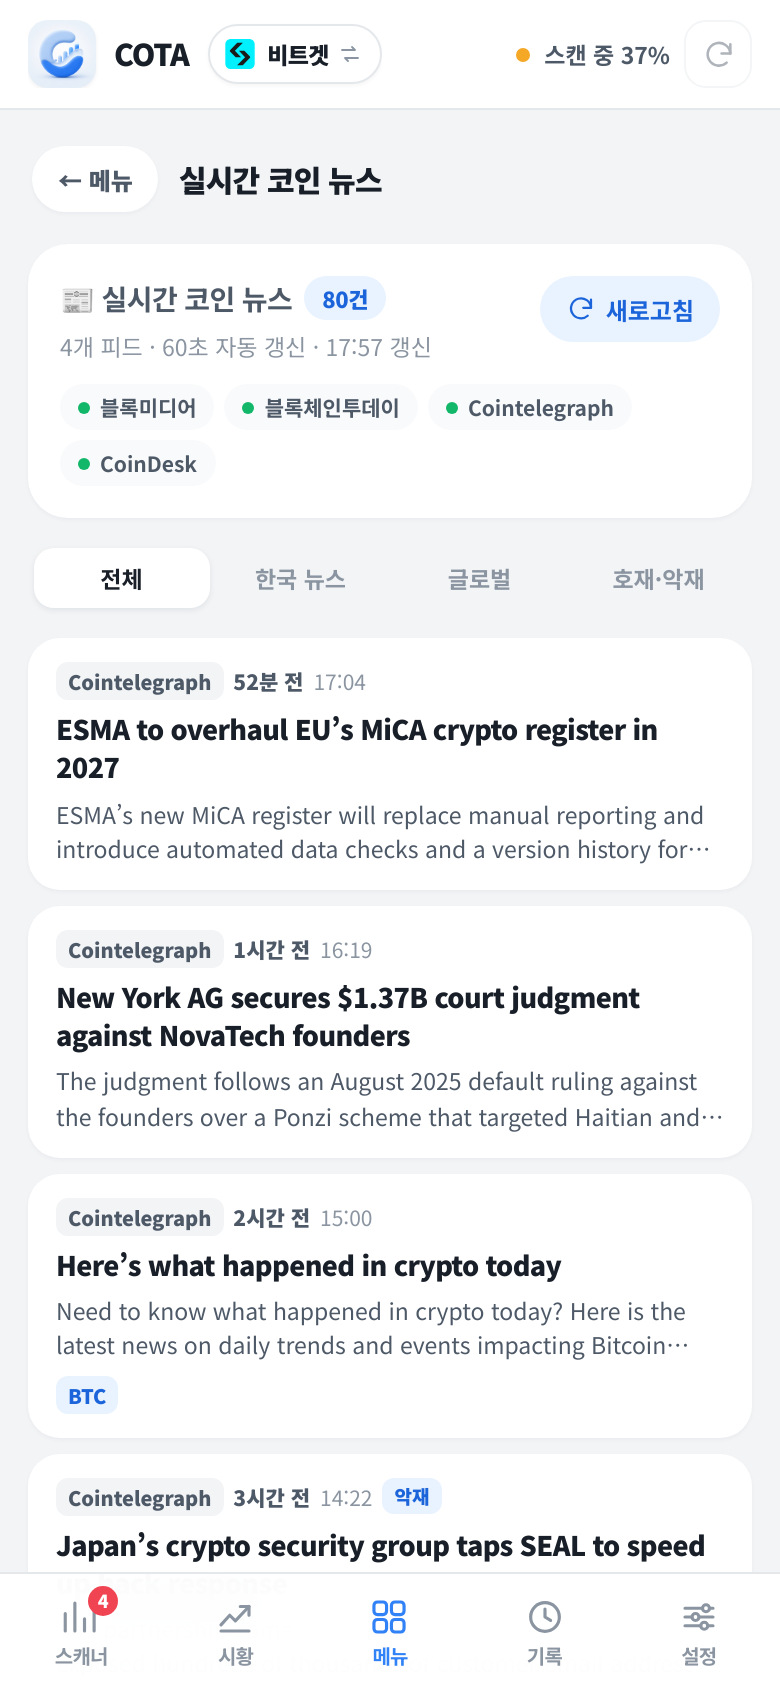 COTA
비트겟
스캔 중 37%
← 메뉴
실시간 코인 뉴스
실시간 코인 뉴스 80건
새로고침
4개 피드 · 60초 자동 갱신 · 17:57 갱신
블록미디어
블록체인투데이
Cointelegraph
CoinDesk
전체
한국 뉴스
글로벌
호재·악재
Cointelegraph 52분 전 17:04
ESMA to overhaul EU’s MiCA crypto register in
2027
ESMA’s new MiCA register will replace manual reporting and
introduce automated data checks and a version history for…
Cointelegraph 1시간 전 16:19
New York AG secures $1.37B court judgment
against NovaTech founders
The judgment follows an August 2025 default ruling against
the founders over a Ponzi scheme that targeted Haitian and…
Cointelegraph 2시간 전 15:00
Here’s what happened in crypto today
Need to know what happened in crypto today? Here is the
latest news on daily trends and events impacting Bitcoin…
BTC
Cointelegraph 3시간 전 14:22 악재
Japan’s crypto security group taps SEAL to speed
up hack response
4
스캐너
시황
메뉴
기록
설정